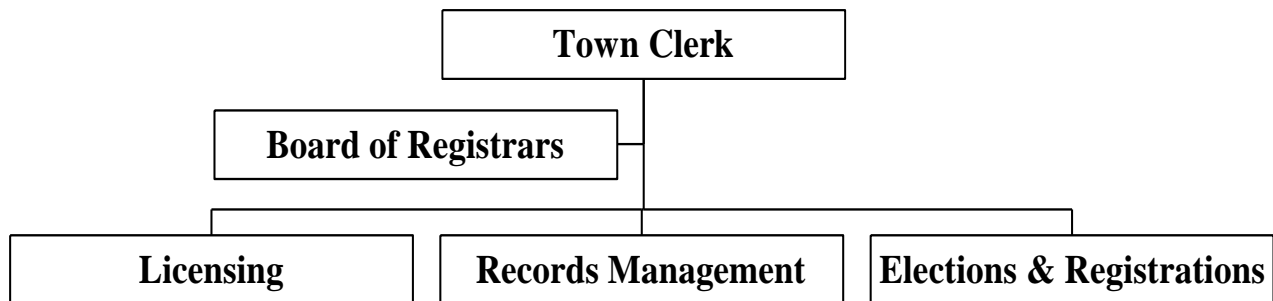 Town Clerk
Board of Registrars
Licensing
Records Management
Elections & Registrations